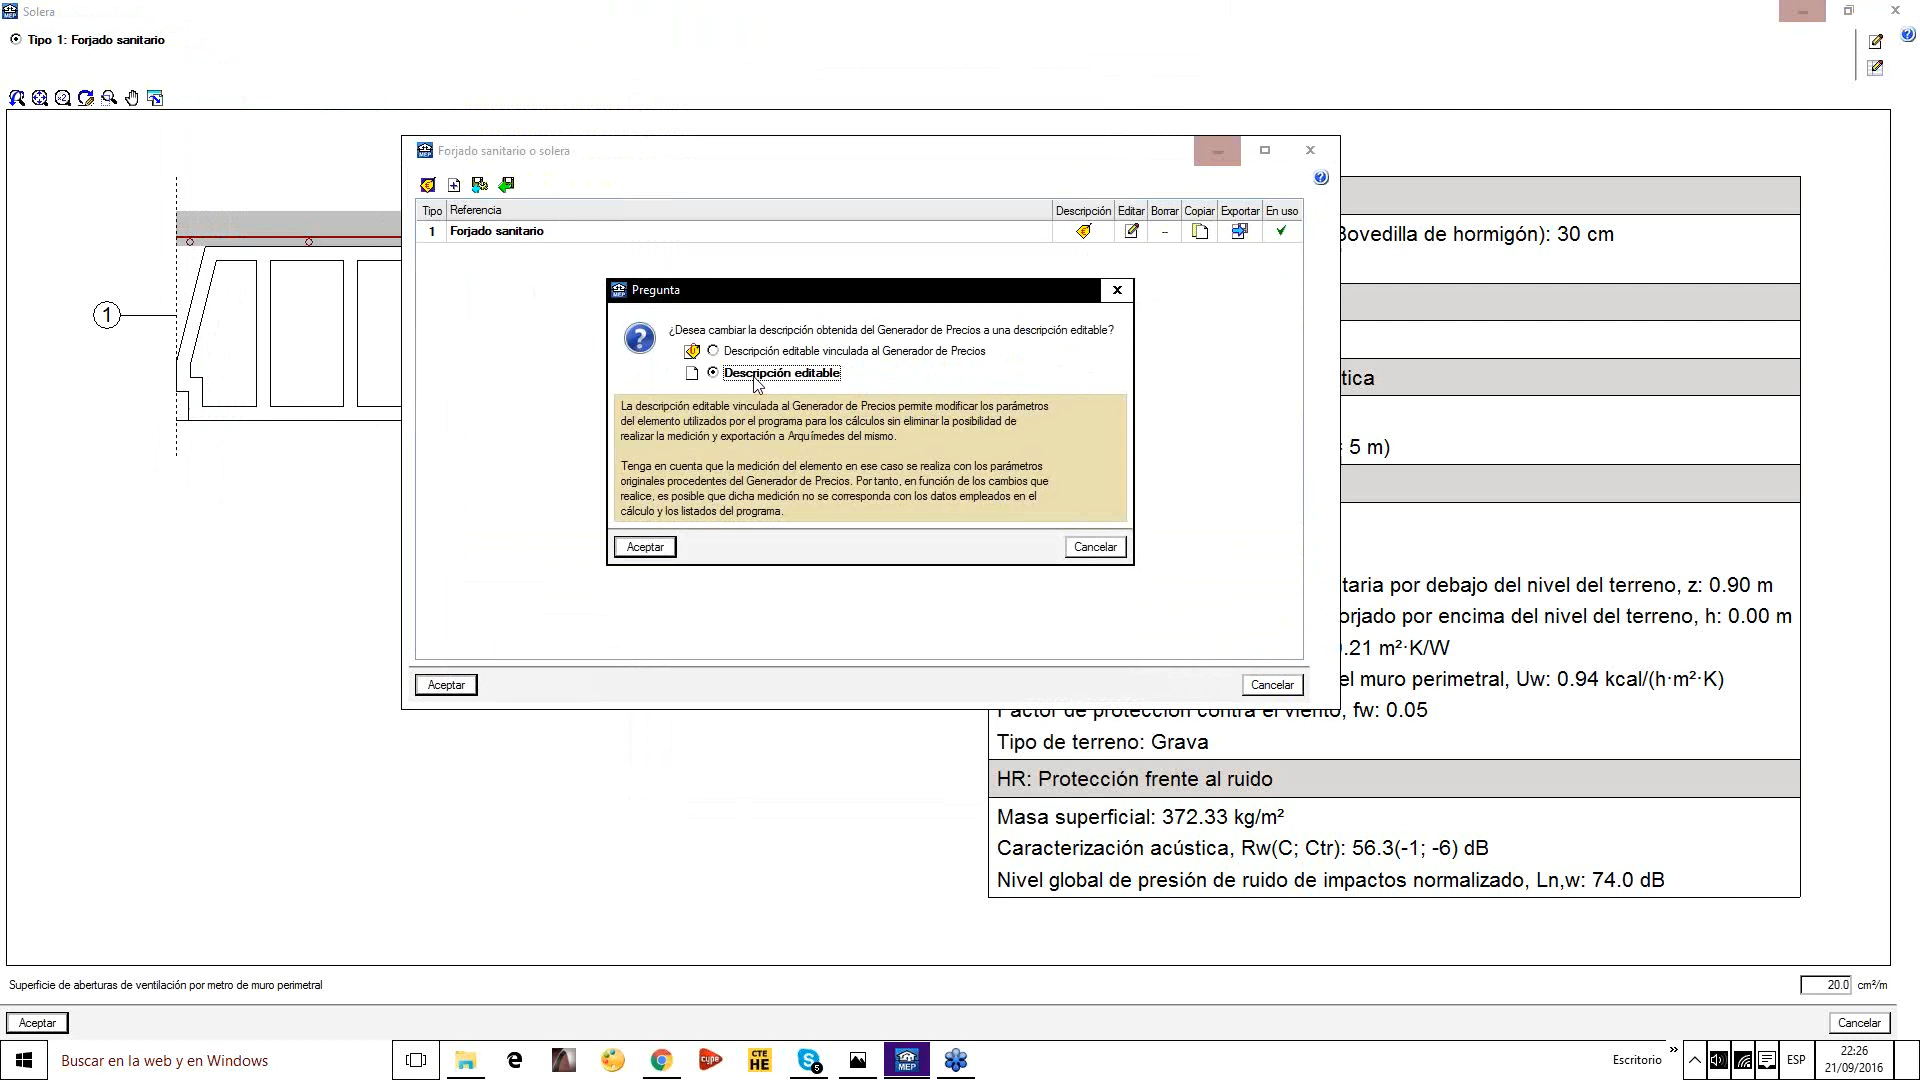 Solera
Tipo 1: Forjado sanitario
Forjado sanitario o solera
Tipo Referencia Descripción Editar Borrar Copiar Exportar En uso
1 Forjado sanitario
Pregunta
¿Desea cambiar la descripción obtenida del Generador de Precios a una descripción editable?
Descripción editable vinculada al Generador de Precios
Descripción editable
La descripción editable vinculada al Generador de Precios permite modificar los parámetros
del elemento utilizados por el programa para los cálculos sin eliminar la posibilidad de
realizar la medición y exportación a Arquímedes del mismo.
Tenga en cuenta que la medición del elemento en ese caso se realiza con los parámetros
originales procedentes del Generador de Precios. Por tanto, en función de los cambios que
realice, es posible que dicha medición no se corresponda con los datos empleados en el
cálculo y los listados del programa.
Aceptar Cancelar
Aceptar Cancelar
1
Bovedilla de hormigón): 30 cm
tica
5 m)
taria por debajo del nivel del terreno, z: 0.90 m
orjado por encima del nivel del terreno, h: 0.00 m
.21 m²·K/W
el muro perimetral, Uw: 0.94 kcal/(h·m²·K)
Factor de protección contra el viento, fw: 0.05
Tipo de terreno: Grava
HR: Protección frente al ruido
Masa superficial: 372.33 kg/m²
Caracterización acústica, Rw(C; Ctr): 56.3(-1; -6) dB
Nivel global de presión de ruido de impactos normalizado, Ln,w: 74.0 dB
Superficie de aberturas de ventilación por metro de muro perimetral 20.0 cm²/m
Aceptar Cancelar
Buscar en la web y en Windows
cype
CTE
HE
5
MEP
Escritorio
ESP
22:26
21/09/2016